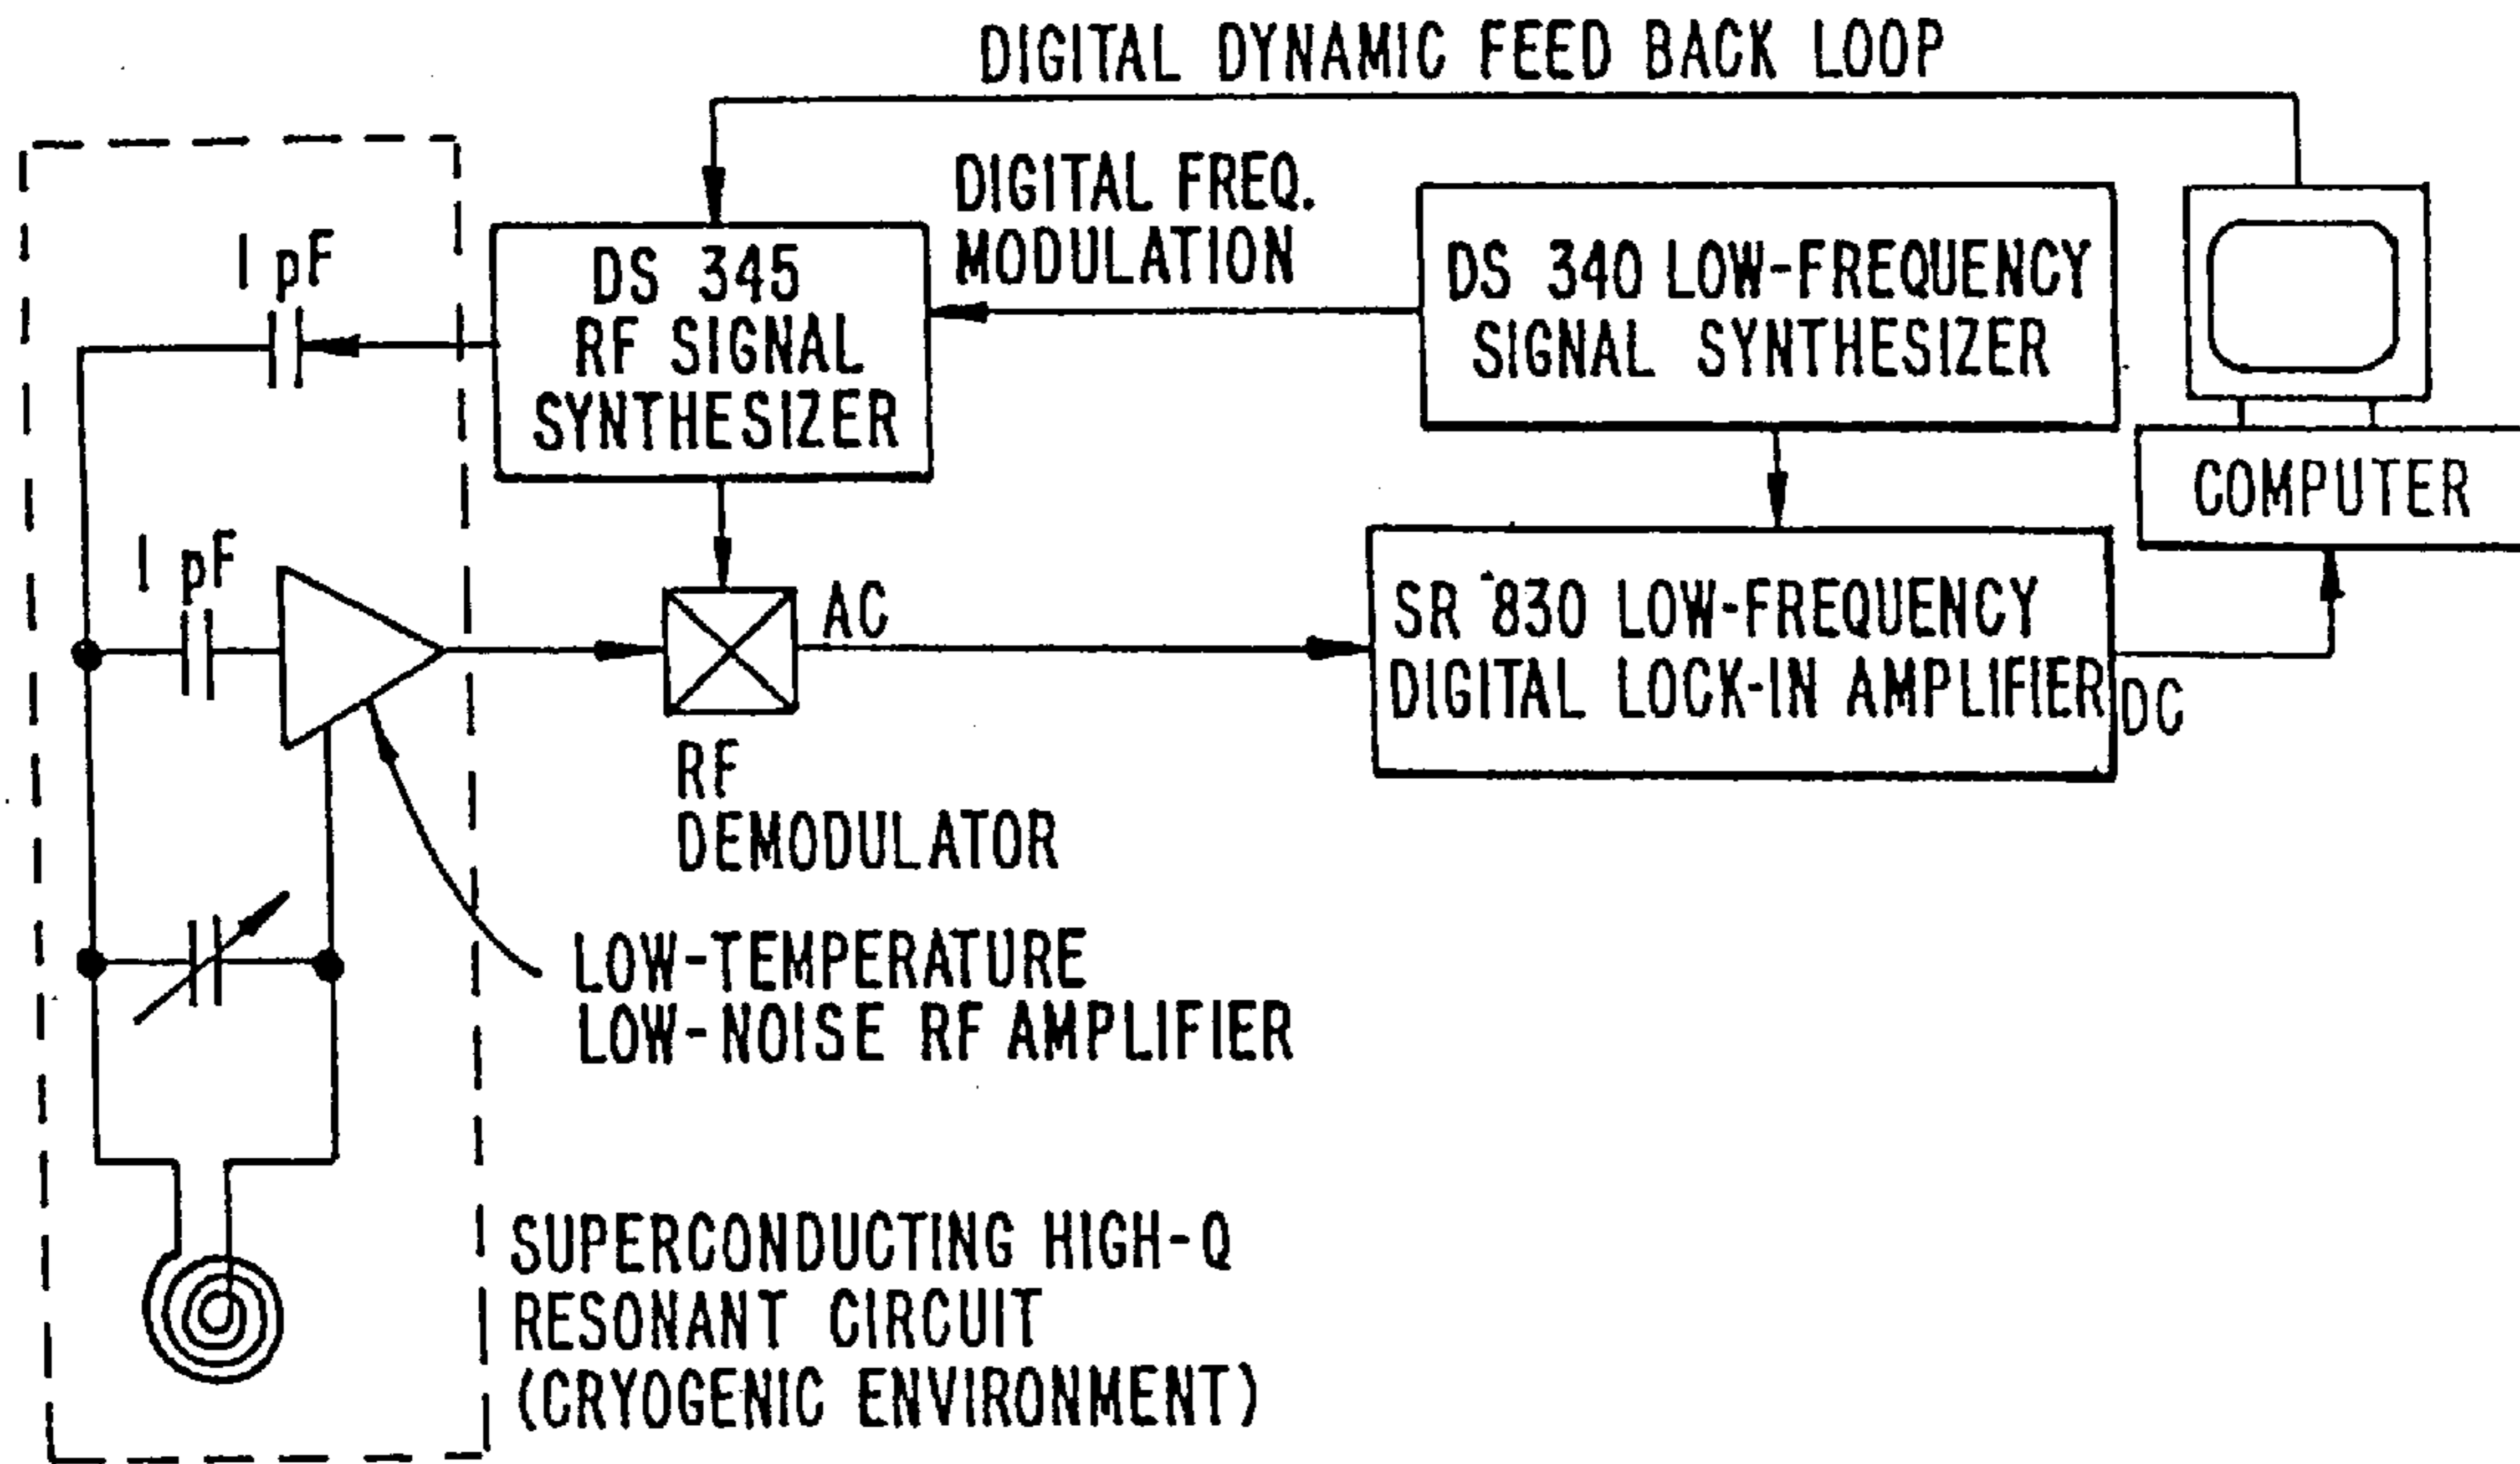 DIGITAL DYNAMIC FEED BACK LOOP
DIGITAL FREQ.
MODULATION
1 pF
DS 345
RF SIGNAL
SYNTHESIZER
DS 340 LOW-FREQUENCY
SIGNAL SYNTHESIZER
COMPUTER
1 pF
AC
SR 830 LOW-FREQUENCY
DIGITAL LOCK-IN AMPLIFIER
DC
RF
DEMODULATOR
LOW-TEMPERATURE
LOW-NOISE RF AMPLIFIER
SUPERCONDUCTING HIGH-Q
RESONANT CIRCUIT
(CRYOGENIC ENVIRONMENT)